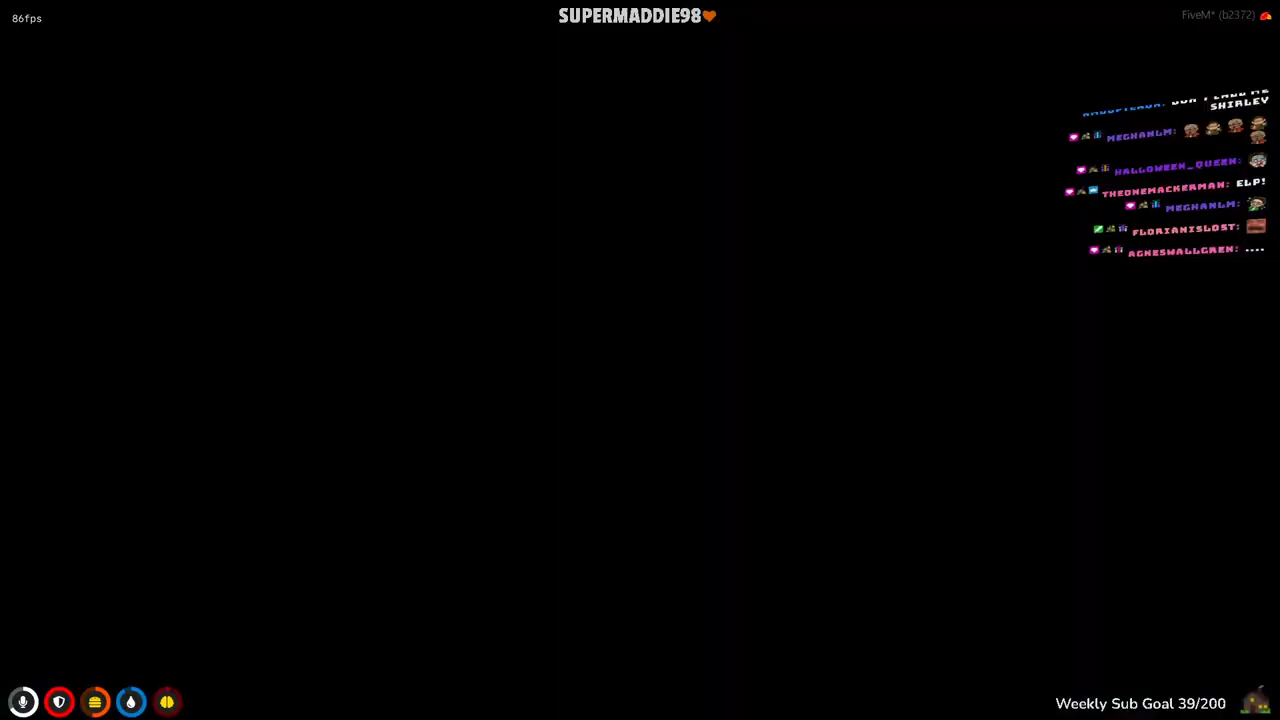 86fps
SUPERMADDIE98
FiveM* (b2372)
SHIRLEY
MEGHANLM:
HALLOWEEN_QUEEN:
THEONEMACKERMAN: ELP!
MEGHANLM:
FLORIANISLOST:
AGNESWALLGREN: ....
Weekly Sub Goal 39/200